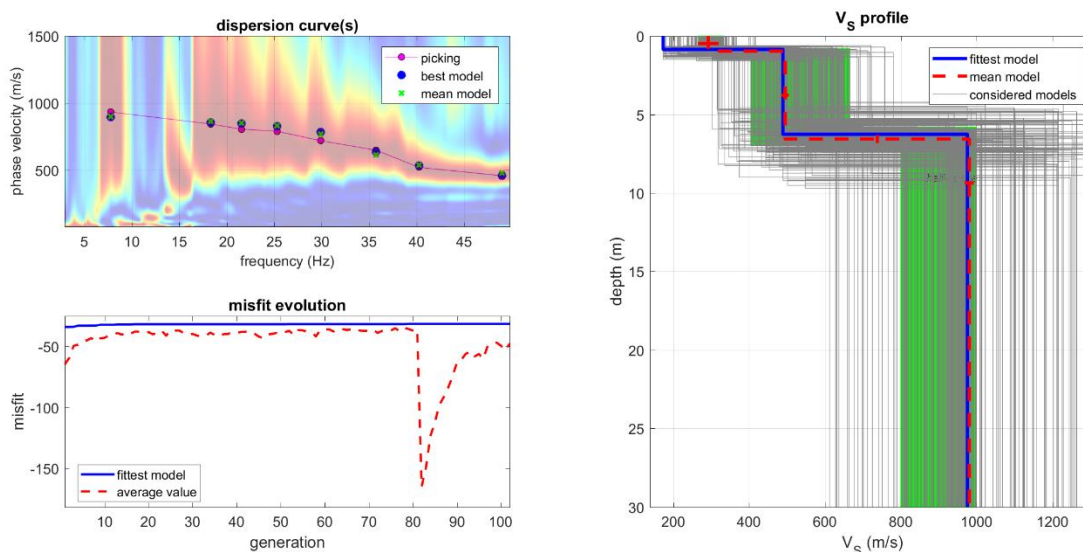 dispersion curve(s)
1500
1000
500
phase velocity (m/s)
picking
best model
mean model
5 10 15 20 25 30 35 40 45
frequency (Hz)
misfit evolution
-50
-100
-150
misfit
fittest model
average value
10 20 30 40 50 60 70 80 90 100
generation
V_S profile
0
5
10
15
20
25
30
depth (m)
fittest model
mean model
considered models
200 400 600 800 1000 1200
V_S (m/s)